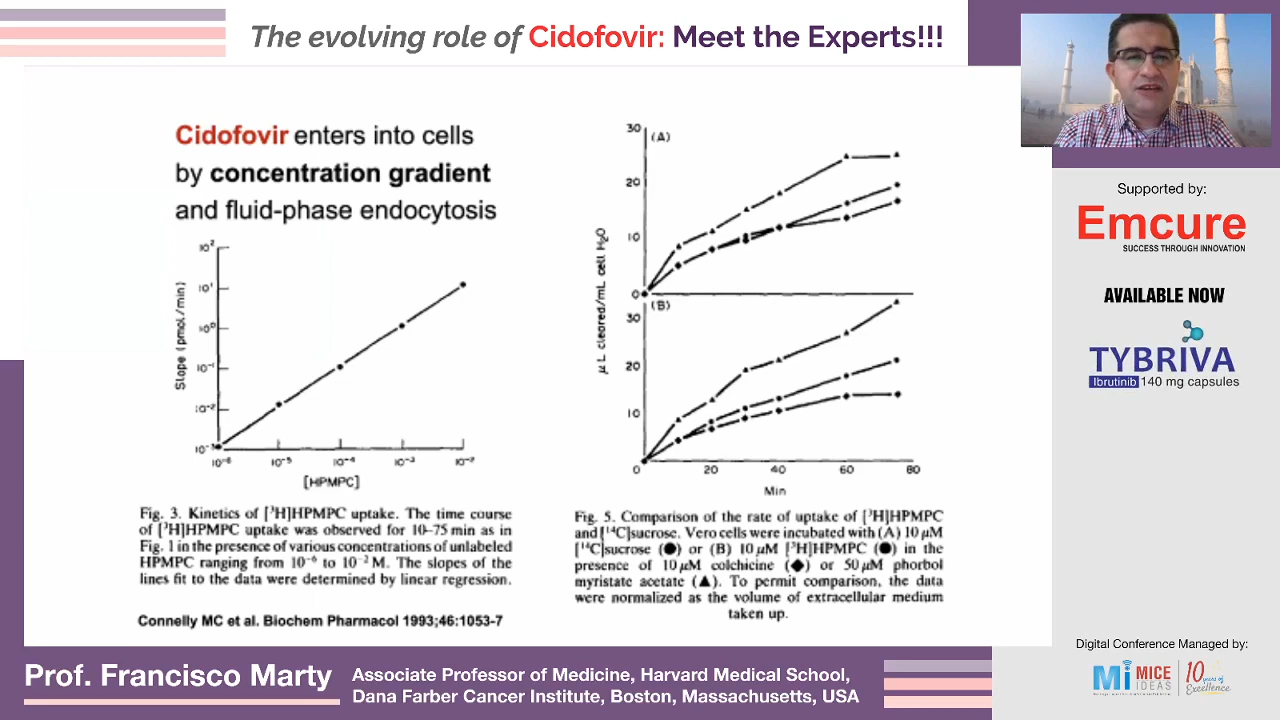 The evolving role of Cidofovir: Meet the Experts!!!
Cidofovir enters into cells
by concentration gradient
and fluid-phase endocytosis
10²
10¹
10⁰
10⁻¹
10⁻²
10⁻³
Slope (pmol/min)
10⁻⁶ 10⁻⁵ 10⁻⁴ 10⁻³ 10⁻²
[HPMPC]
Fig. 3. Kinetics of [³H]HPMPC uptake. The time course
of [³H]HPMPC uptake was observed for 10–75 min as in
Fig. 1 in the presence of various concentrations of unlabeled
HPMPC ranging from 10⁻⁶ to 10⁻² M. The slopes of the
lines fit to the data were determined by linear regression.
Connelly MC et al. Biochem Pharmacol 1993;46:1053-7
30
(A)
20
10
0
(B)
30
20
10
0 20 40 60 80
Min
µL cleared/mL cell H₂O
Fig. 5. Comparison of the rate of uptake of [³H]HPMPC
and [¹⁴C]sucrose. Vero cells were incubated with (A) 10 µM
[¹⁴C]sucrose (●) or (B) 10 µM [³H]HPMPC (●) in the
presence of 10 µM colchicine (◆) or 50 µM phorbol
myristate acetate (▲). To permit comparison, the data
were normalized as the volume of extracellular medium
taken up.
Supported by:
Emcure
SUCCESS THROUGH INNOVATION
AVAILABLE NOW
TYBRIVA
Ibrutinib 140 mg capsules
Digital Conference Managed by:
Mi MICE
IDEAS
10 years of
Excellence
Prof. Francisco Marty
Associate Professor of Medicine, Harvard Medical School,
Dana Farber Cancer Institute, Boston, Massachusetts, USA